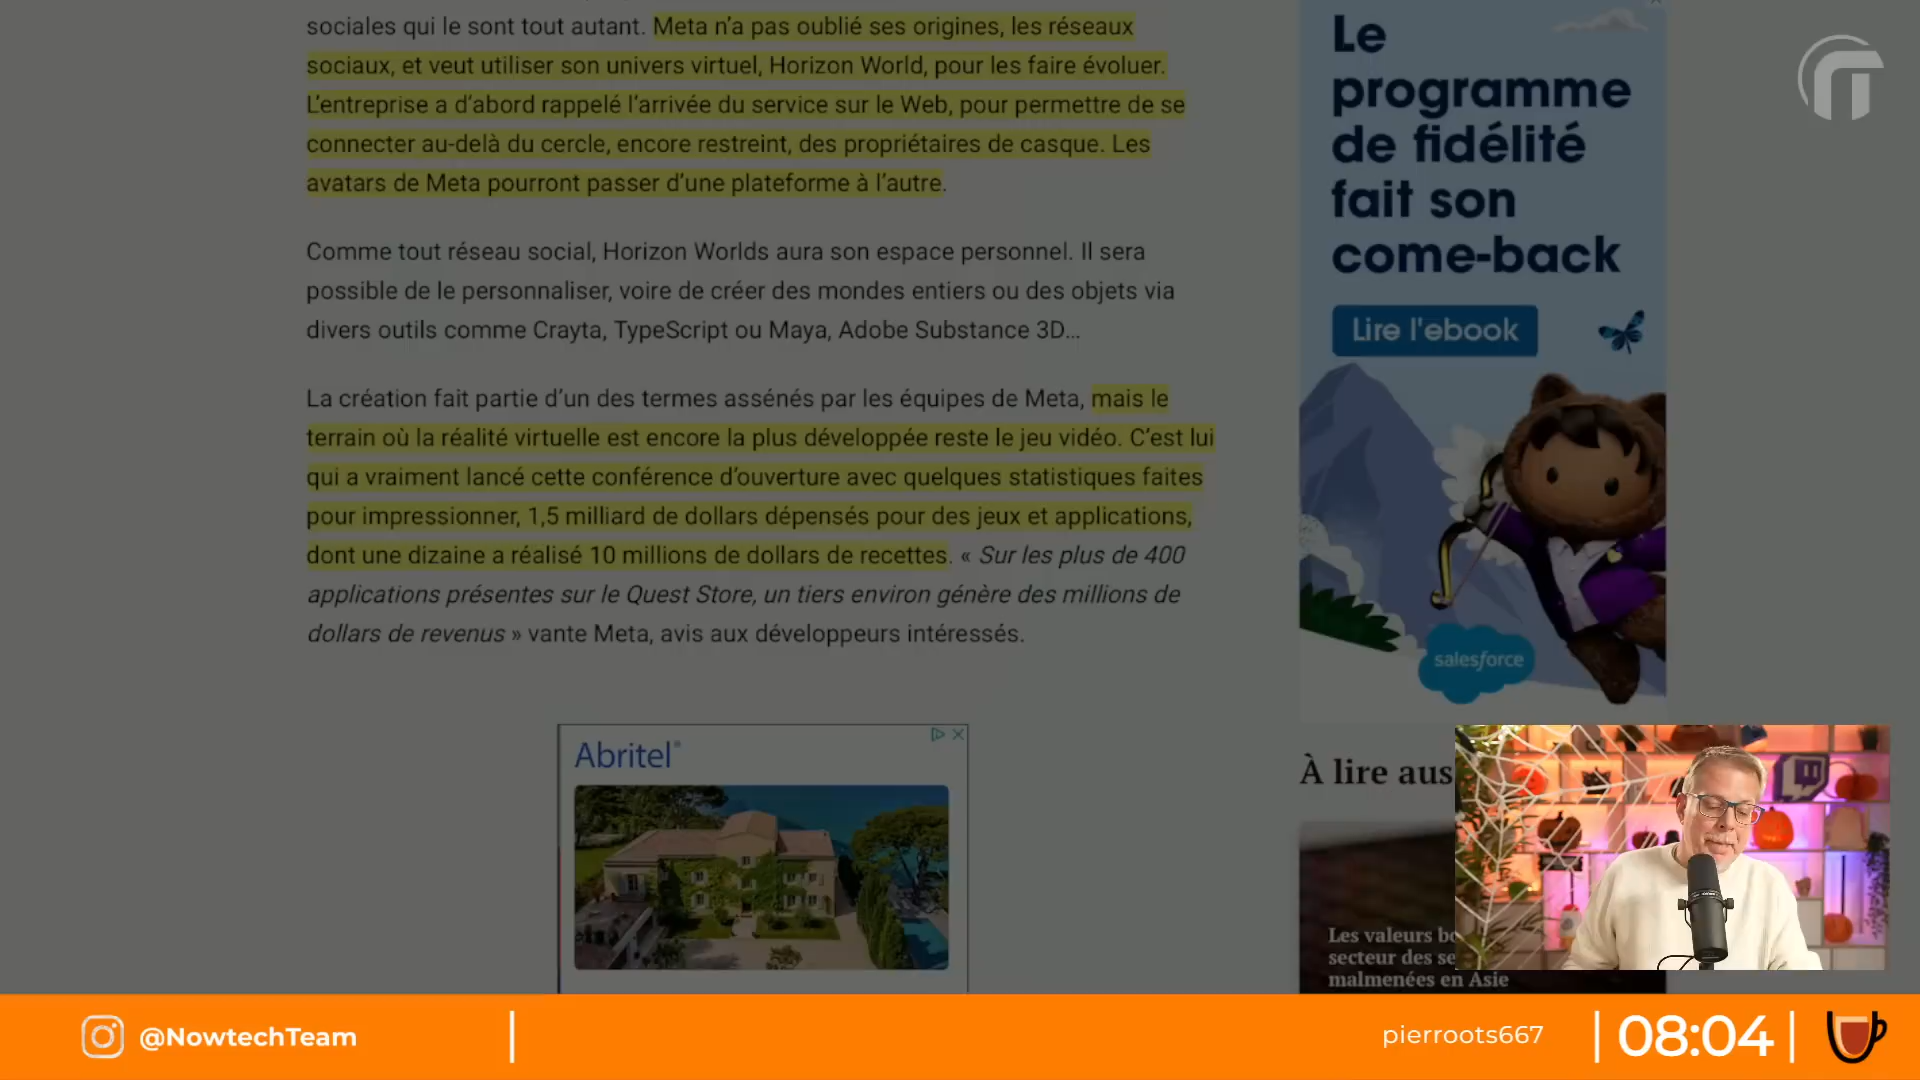 sociales qui le sont tout autant. Meta n’a pas oublié ses origines, les réseaux
sociaux, et veut utiliser son univers virtuel, Horizon World, pour les faire évoluer.
L’entreprise a d’abord rappelé l’arrivée du service sur le Web, pour permettre de se
connecter au-delà du cercle, encore restreint, des propriétaires de casque. Les
avatars de Meta pourront passer d’une plateforme à l’autre.
Comme tout réseau social, Horizon Worlds aura son espace personnel. Il sera
possible de le personnaliser, voire de créer des mondes entiers ou des objets via
divers outils comme Crayta, TypeScript ou Maya, Adobe Substance 3D...
La création fait partie d’un des termes assénés par les équipes de Meta, mais le
terrain où la réalité virtuelle est encore la plus développée reste le jeu vidéo. C’est lui
qui a vraiment lancé cette conférence d’ouverture avec quelques statistiques faites
pour impressionner, 1,5 milliard de dollars dépensés pour des jeux et applications,
dont une dizaine a réalisé 10 millions de dollars de recettes. « Sur les plus de 400
applications présentes sur le Quest Store, un tiers environ génère des millions de
dollars de revenus » vante Meta, avis aux développeurs intéressés.
Abritel
Le
programme
de fidélité
fait son
come-back
Lire l'ebook
salesforce
À lire aus
Les valeurs bo
secteur des se
malmenées en Asie
@NowtechTeam
pierroots667
08:04